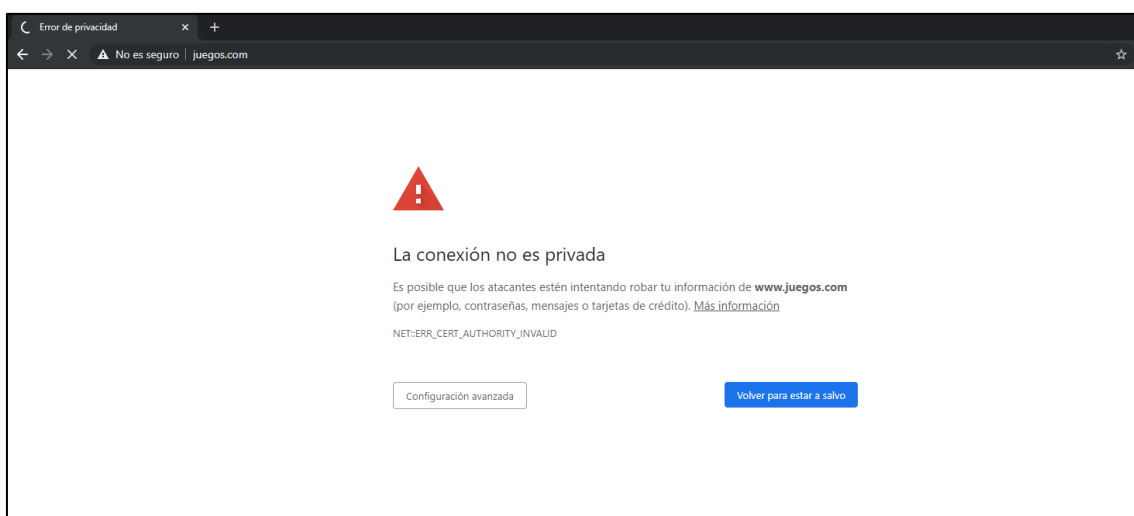 Error de privacidad
No es seguro juegos.com
La conexión no es privada
Es posible que los atacantes estén intentando robar tu información de www.juegos.com
(por ejemplo, contraseñas, mensajes o tarjetas de crédito). Más información
NET::ERR_CERT_AUTHORITY_INVALID
Configuración avanzada
Volver para estar a salvo